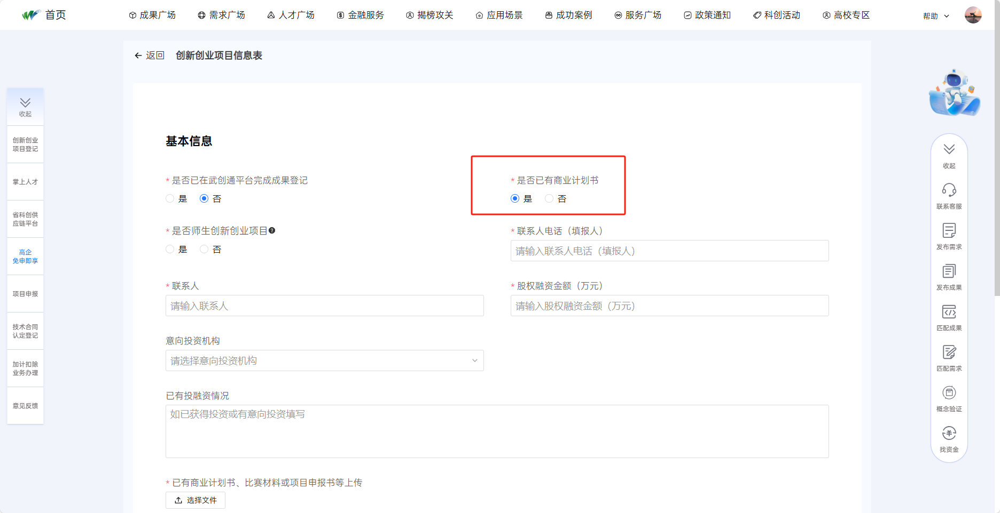 首页
成果广场
需求广场
人才广场
金融服务
揭榜攻关
应用场景
成功案例
服务广场
政策通知
科创活动
高校专区
帮助
返回
创新创业项目信息表
收起
创新创业
项目登记
掌上人才
省科创供
应链平台
高企
免申即享
项目申报
技术合同
认定登记
加计扣除
业务办理
意见反馈
基本信息
* 是否已在武创通平台完成成果登记
是 否
* 是否已有商业计划书
是 否
* 是否师生创新创业项目
是 否
* 联系人电话（填报人）
请输入联系人电话（填报人）
* 联系人
请输入联系人
* 股权融资金额（万元）
请输入股权融资金额（万元）
意向投资机构
请选择意向投资机构
已有投融资情况
如已获得投资或有意向投资填写
* 已有商业计划书、比赛材料或项目申报书等上传
选择文件
收起
联系客服
发布需求
发布成果
匹配成果
匹配需求
概念验证
找资金